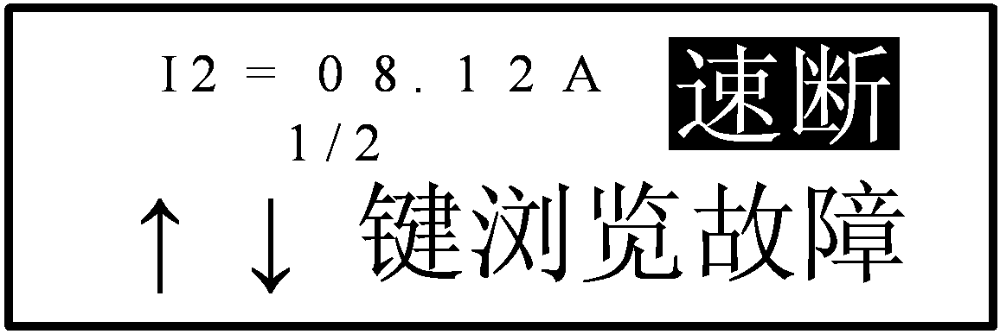 I2 = 08.12A 速断
1/2
↑ ↓ 键浏览故障